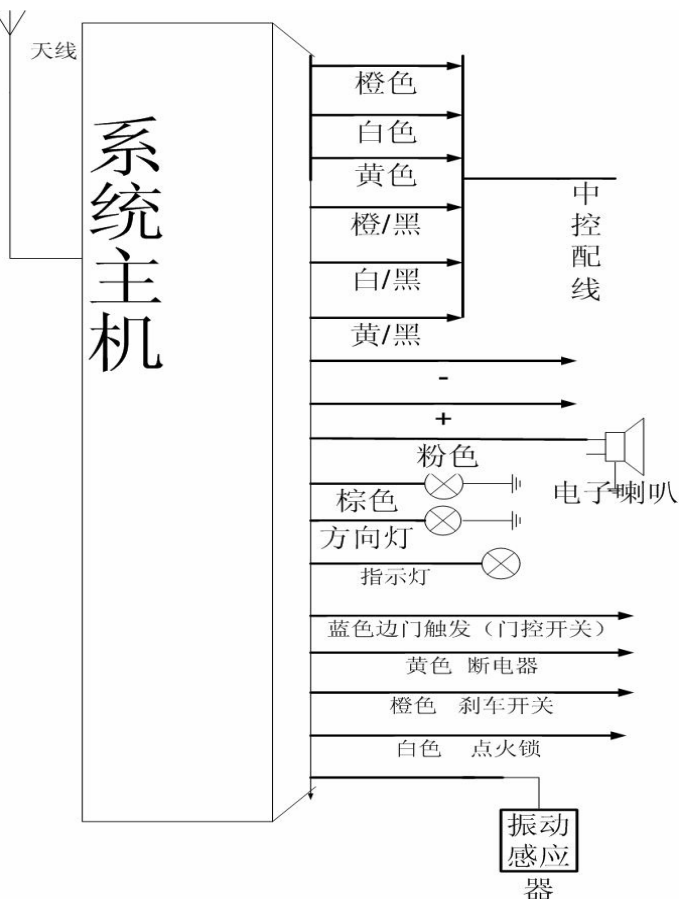 天线
系统主机
橙色
白色
黄色
橙/黑
白/黑
黄/黑
中控配线
-
+
粉色
电子喇叭
棕色
方向灯
指示灯
蓝色边门触发（门控开关）
黄色 断电器
橙色 刹车开关
白色 点火锁
振动
感应
器